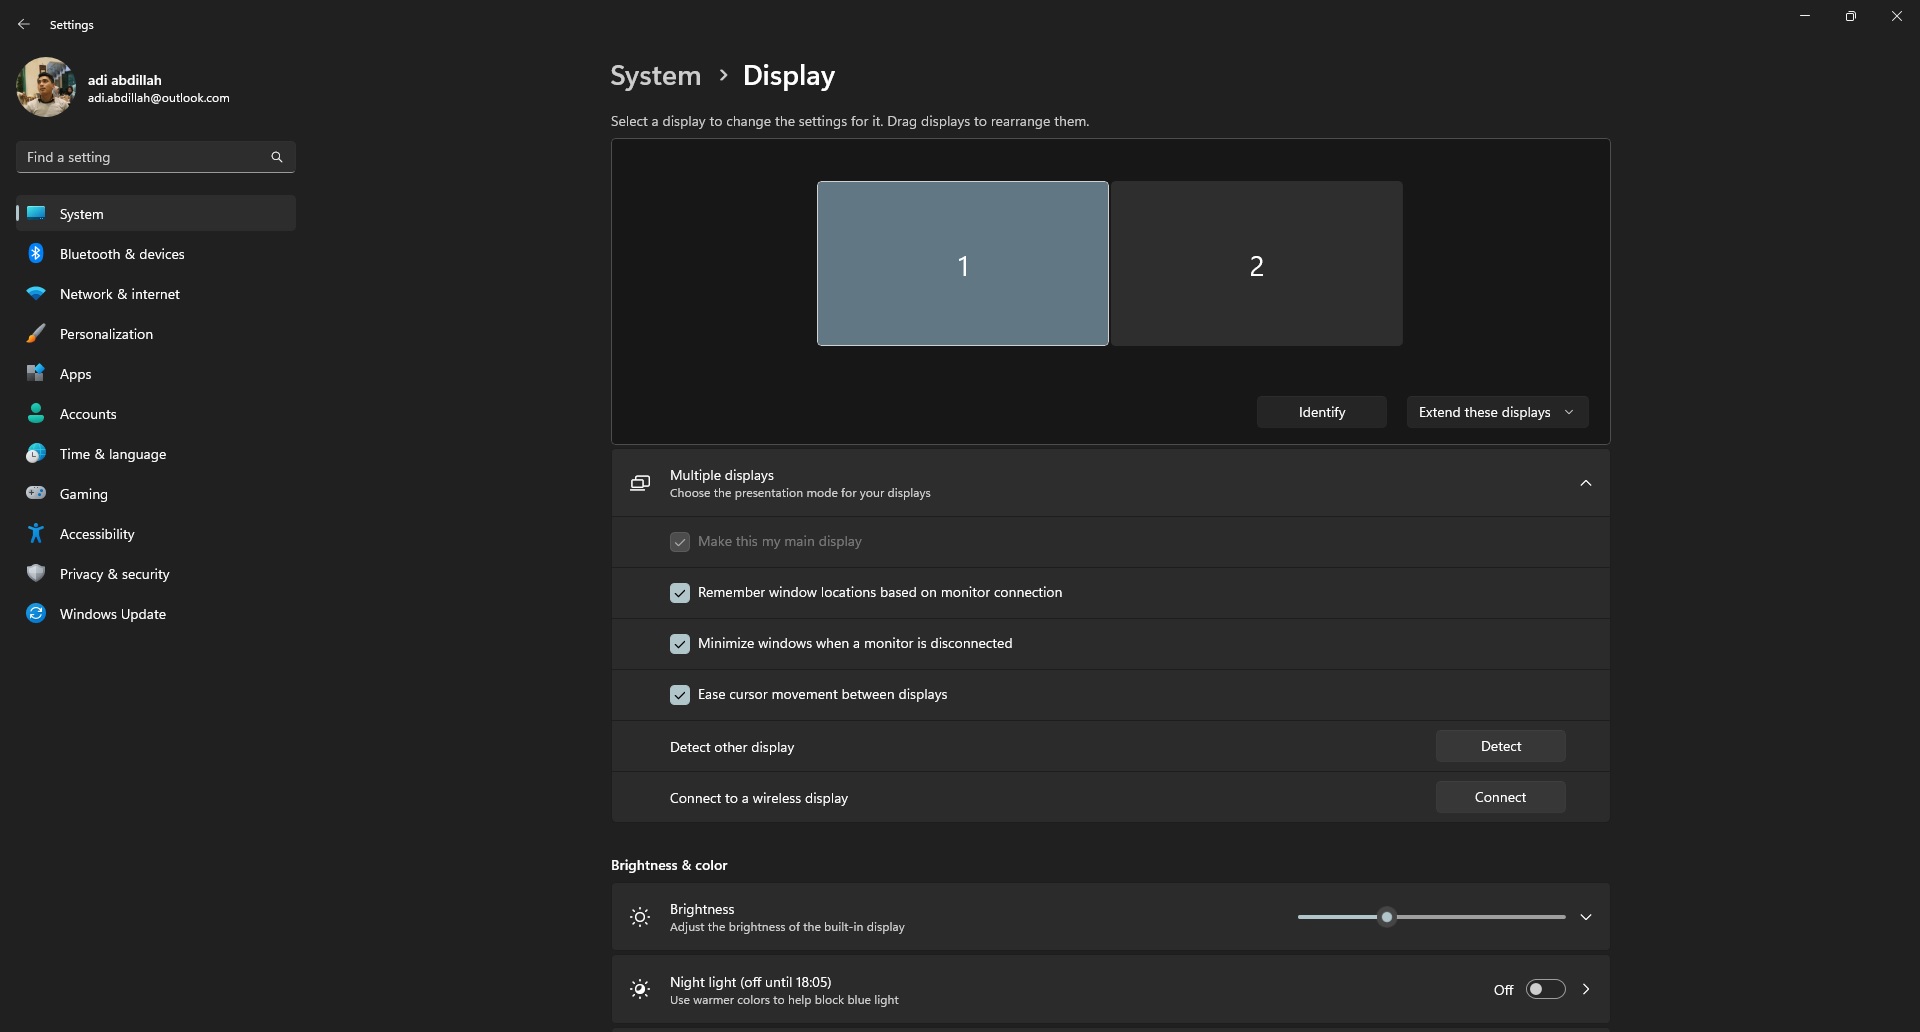 Settings
adi abdillah
adi.abdillah@outlook.com
Find a setting
System
Bluetooth & devices
Network & internet
Personalization
Apps
Accounts
Time & language
Gaming
Accessibility
Privacy & security
Windows Update
System > Display
Select a display to change the settings for it. Drag displays to rearrange them.
1 2
Identify Extend these displays
Multiple displays
Choose the presentation mode for your displays
Make this my main display
Remember window locations based on monitor connection
Minimize windows when a monitor is disconnected
Ease cursor movement between displays
Detect other display Detect
Connect to a wireless display Connect
Brightness & color
Brightness
Adjust the brightness of the built-in display
Night light (off until 18:05)
Use warmer colors to help block blue light
Off